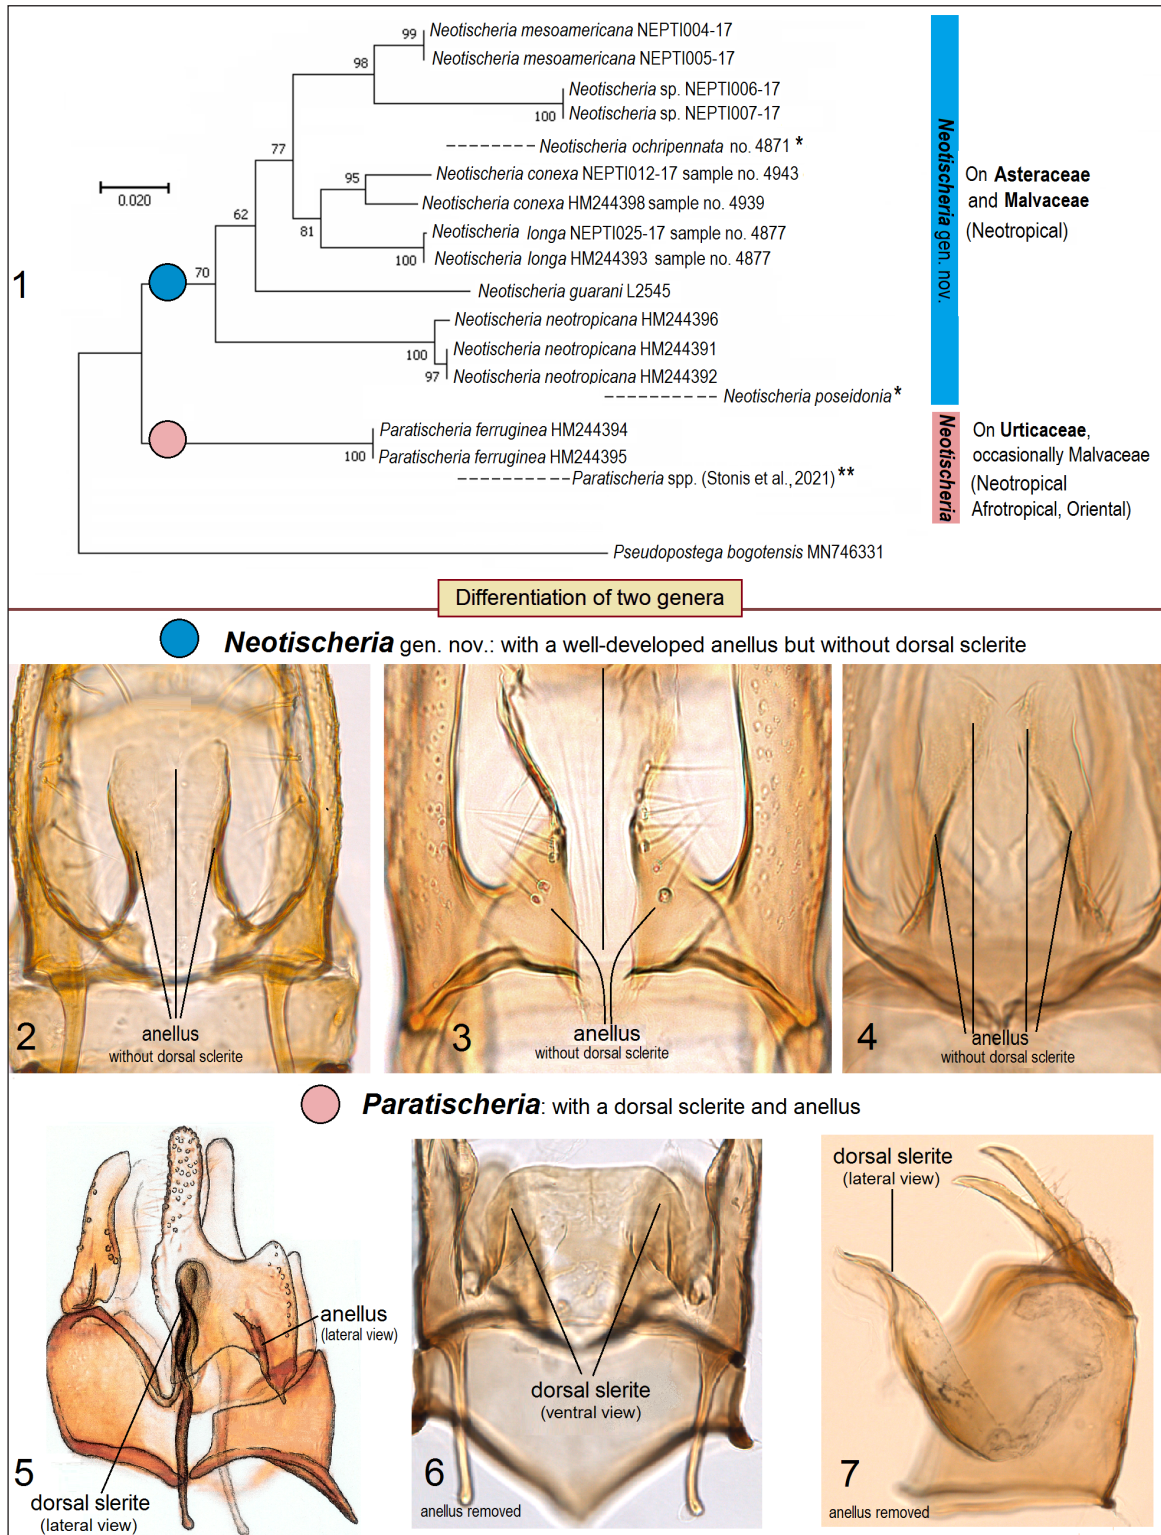 99
Neotischeria mesoamericana NEPTI004-17
Neotischeria mesoamericana NEPTI005-17
98
Neotischeria sp. NEPTI006-17
100
Neotischeria sp. NEPTI007-17
77
Neotischeria ochripennata no. 4871 *
95
Neotischeria conexa NEPTI012-17 sample no. 4943
Neotischeria conexa HM244398 sample no. 4939
0.020
62
81
Neotischeria longa NEPTI025-17 sample no. 4877
100
Neotischeria longa HM244393 sample no. 4877
1
70
Neotischeria guarani L2545
Neotischeria neotropicana HM244396
100
Neotischeria neotropicana HM244391
97
Neotischeria neotropicana HM244392
Neotischeria poseidonia*
Neotischeria gen. nov.
On Asteraceae
and Malvaceae
(Neotropical)
Paratischeria ferruginea HM244394
100
Paratischeria ferruginea HM244395
Paratischeria spp. (Stonis et al., 2021)**
Neotischeria
On Urticaceae,
occasionally Malvaceae
(Neotropical
Afrotropical, Oriental)
Pseudopostega bogotensis MN746331
Differentiation of two genera
Neotischeria gen. nov.: with a well-developed anellus but without dorsal sclerite
2
anellus
without dorsal sclerite
3
anellus
without dorsal sclerite
4
anellus
without dorsal sclerite
Paratischeria: with a dorsal sclerite and anellus
anellus
(lateral view)
5
dorsal slerite
(lateral view)
dorsal slerite
(ventral view)
6
anellus removed
dorsal slerite
(lateral view)
7
anellus removed